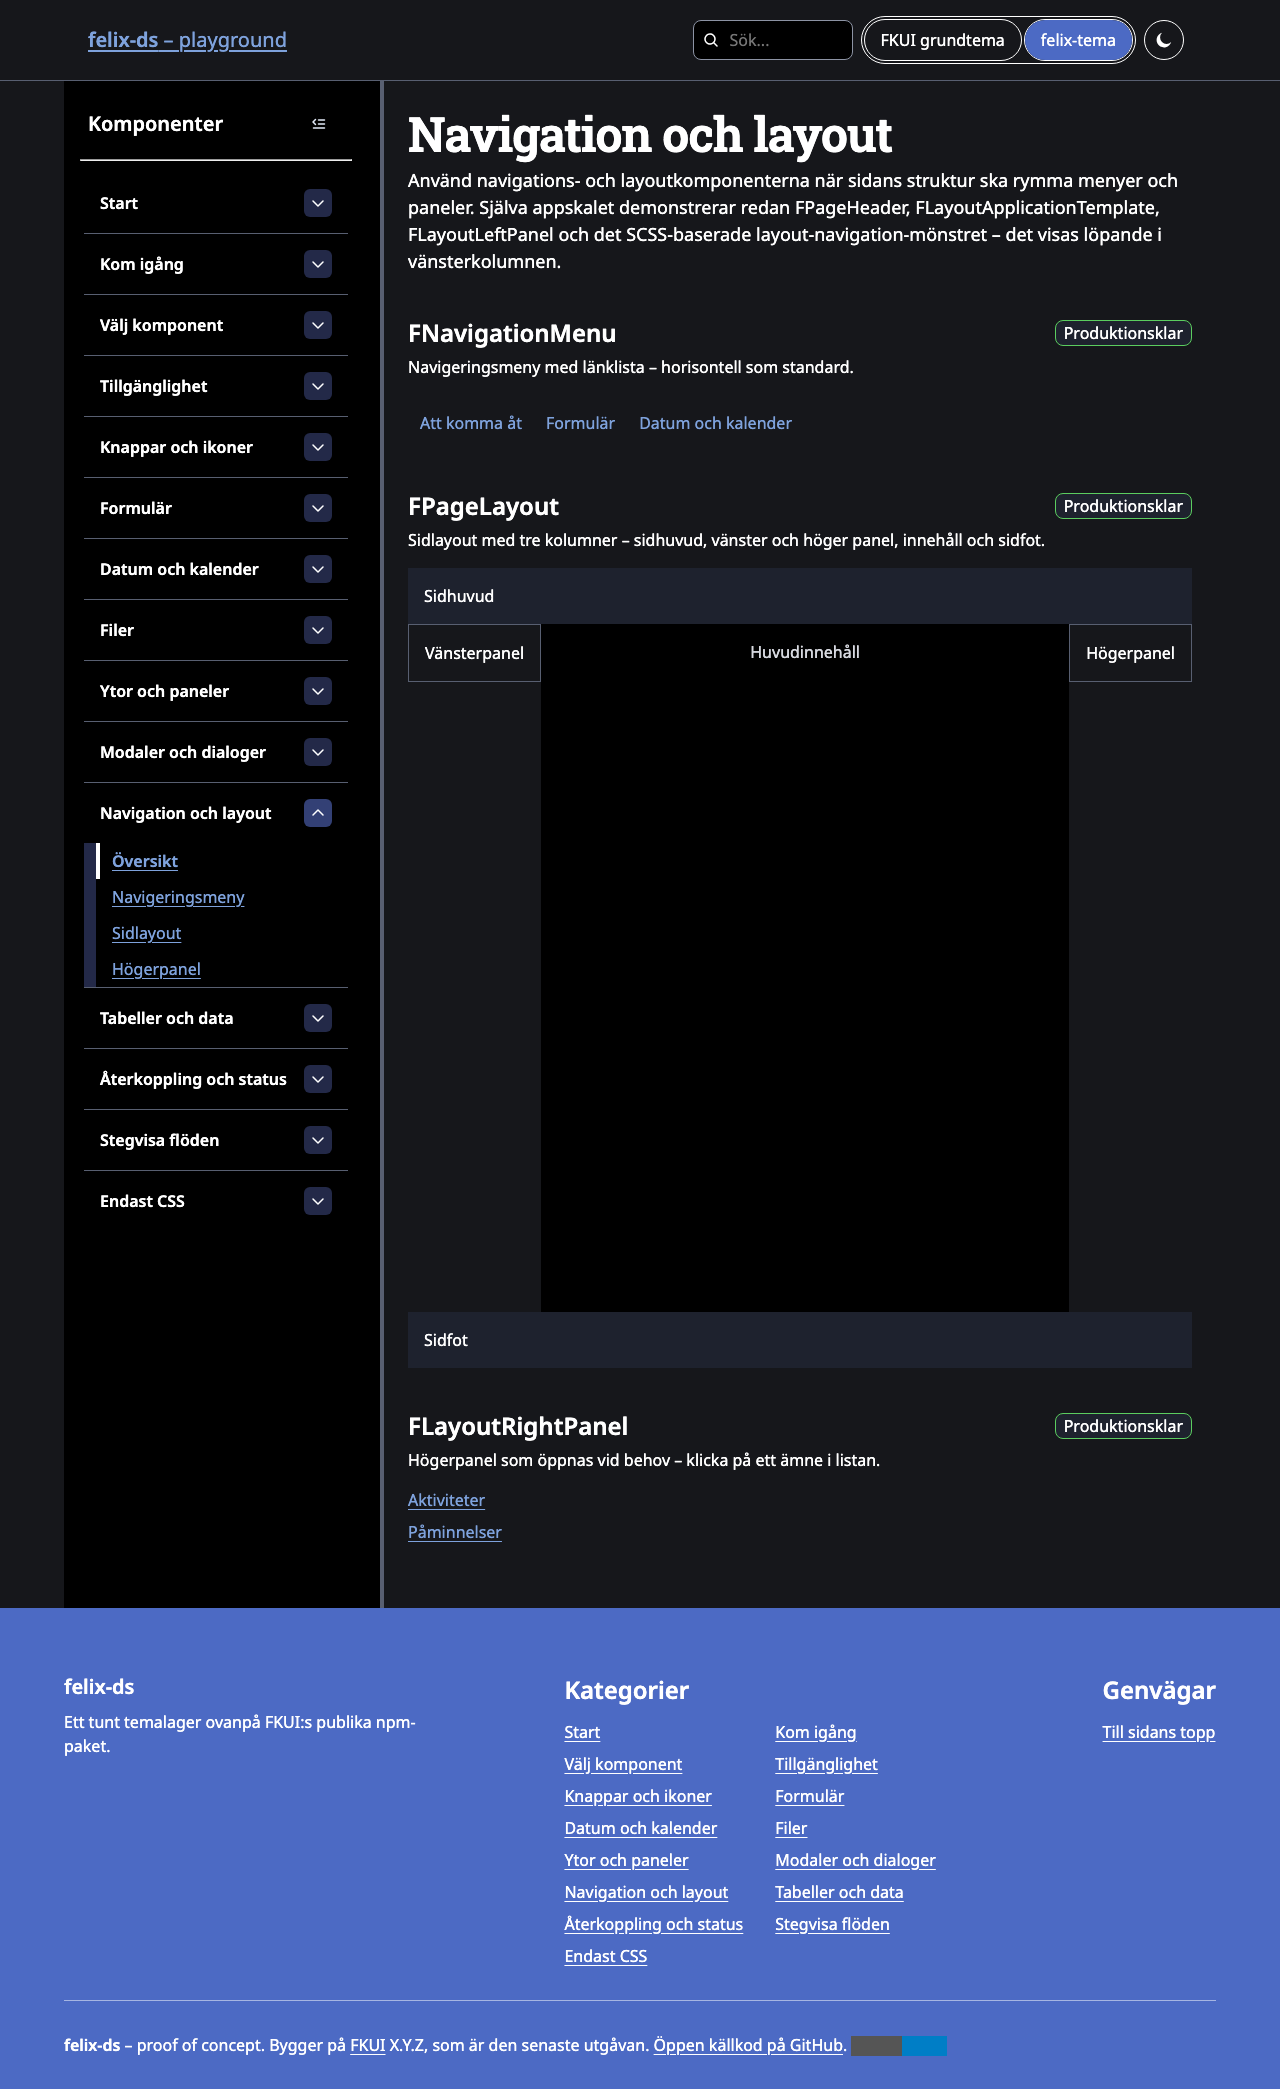 felix-ds – playground
Sök...
FKUI grundtema
felix-tema
Komponenter
Start
Kom igång
Välj komponent
Tillgänglighet
Knappar och ikoner
Formulär
Datum och kalender
Filer
Ytor och paneler
Modaler och dialoger
Navigation och layout
Översikt
Navigeringsmeny
Sidlayout
Högerpanel
Tabeller och data
Återkoppling och status
Stegvisa flöden
Endast CSS
Navigation och layout
Använd navigations- och layoutkomponenterna när sidans struktur ska rymma menyer och
paneler. Själva appskalet demonstrerar redan FPageHeader, FLayoutApplicationTemplate,
FLayoutLeftPanel och det SCSS-baserade layout-navigation-mönstret – det visas löpande i
vänsterkolumnen.
FNavigationMenu
Produktionsklar
Navigeringsmeny med länklista – horisontell som standard.
Att komma åt
Formulär
Datum och kalender
FPageLayout
Produktionsklar
Sidlayout med tre kolumner – sidhuvud, vänster och höger panel, innehåll och sidfot.
Sidhuvud
Vänsterpanel
Huvudinnehåll
Högerpanel
Sidfot
FLayoutRightPanel
Produktionsklar
Högerpanel som öppnas vid behov – klicka på ett ämne i listan.
Aktiviteter
Påminnelser
felix-ds
Ett tunt temalager ovanpå FKUI:s publika npm-
paket.
Kategorier
Start
Kom igång
Välj komponent
Tillgänglighet
Knappar och ikoner
Formulär
Datum och kalender
Filer
Ytor och paneler
Modaler och dialoger
Navigation och layout
Tabeller och data
Återkoppling och status
Stegvisa flöden
Endast CSS
Genvägar
Till sidans topp
felix-ds – proof of concept. Bygger på FKUI X.Y.Z, som är den senaste utgåvan. Öppen källkod på GitHub.